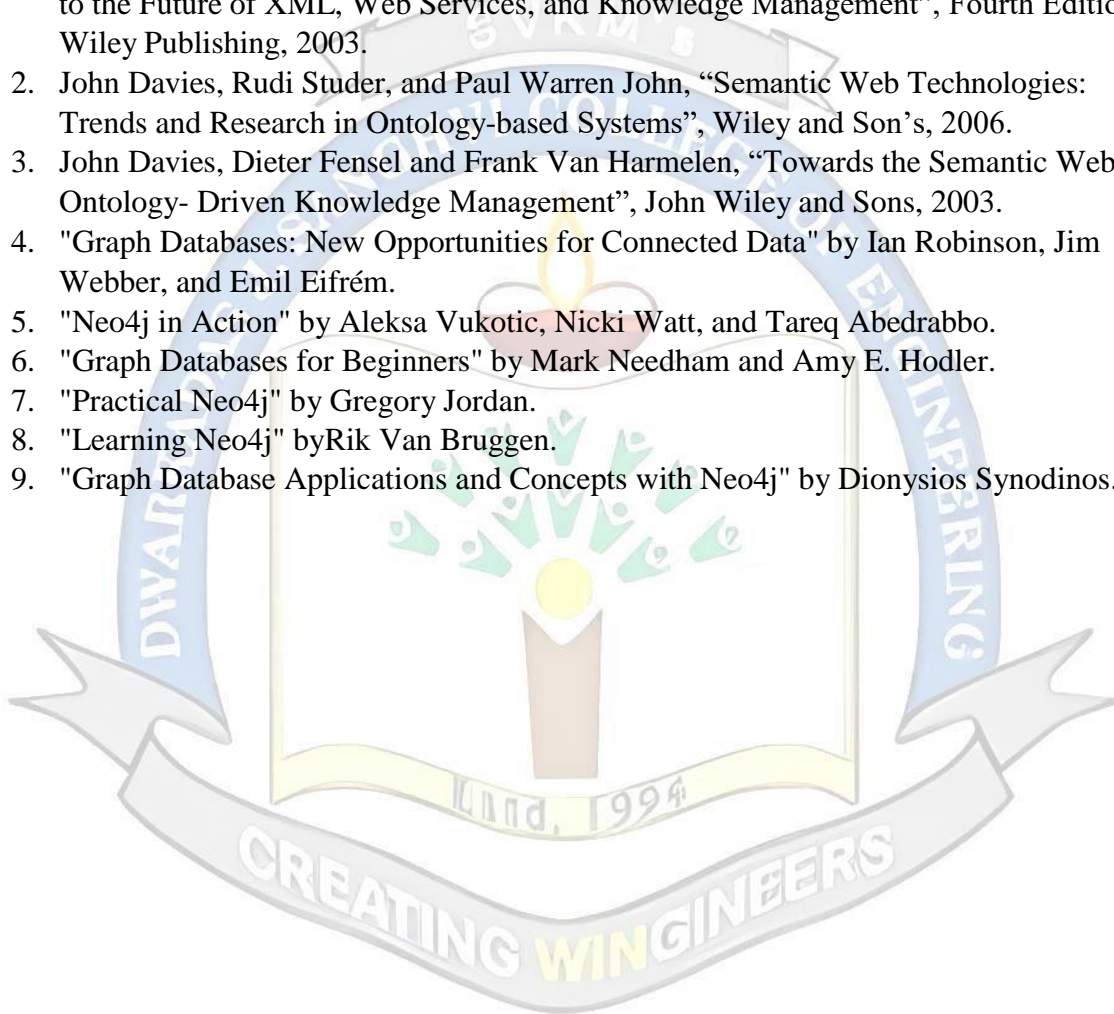 to the Future of XML, Web Services, and Knowledge Management”, Fourth Editio
Wiley Publishing, 2003.
2. John Davies, Rudi Studer, and Paul Warren John, “Semantic Web Technologies:
Trends and Research in Ontology-based Systems”, Wiley and Son’s, 2006.
3. John Davies, Dieter Fensel and Frank Van Harmelen, “Towards the Semantic Web
Ontology- Driven Knowledge Management”, John Wiley and Sons, 2003.
4. "Graph Databases: New Opportunities for Connected Data" by Ian Robinson, Jim
Webber, and Emil Eifrém.
5. "Neo4j in Action" by Aleksa Vukotic, Nicki Watt, and Tareq Abedrabbo.
6. "Graph Databases for Beginners" by Mark Needham and Amy E. Hodler.
7. "Practical Neo4j" by Gregory Jordan.
8. "Learning Neo4j" byRik Van Bruggen.
9. "Graph Database Applications and Concepts with Neo4j" by Dionysios Synodinos.
SVKM's
DWARKADAS J. SANGHVI COLLEGE OF ENGINEERING
1994
CREATING WINGINEERS